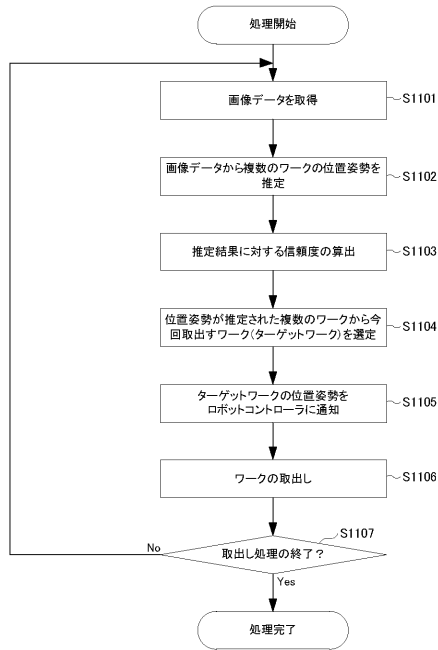 処理開始
画像データを取得
S1101
画像データから複数のワークの位置姿勢を
推定
S1102
推定結果に対する信頼度の算出
S1103
位置姿勢が推定された複数のワークから今
回取出すワーク(ターゲットワーク)を選定
S1104
ターゲットワークの位置姿勢を
ロボットコントローラに通知
S1105
ワークの取出し
S1106
S1107
取出し処理の終了?
No
Yes
処理完了